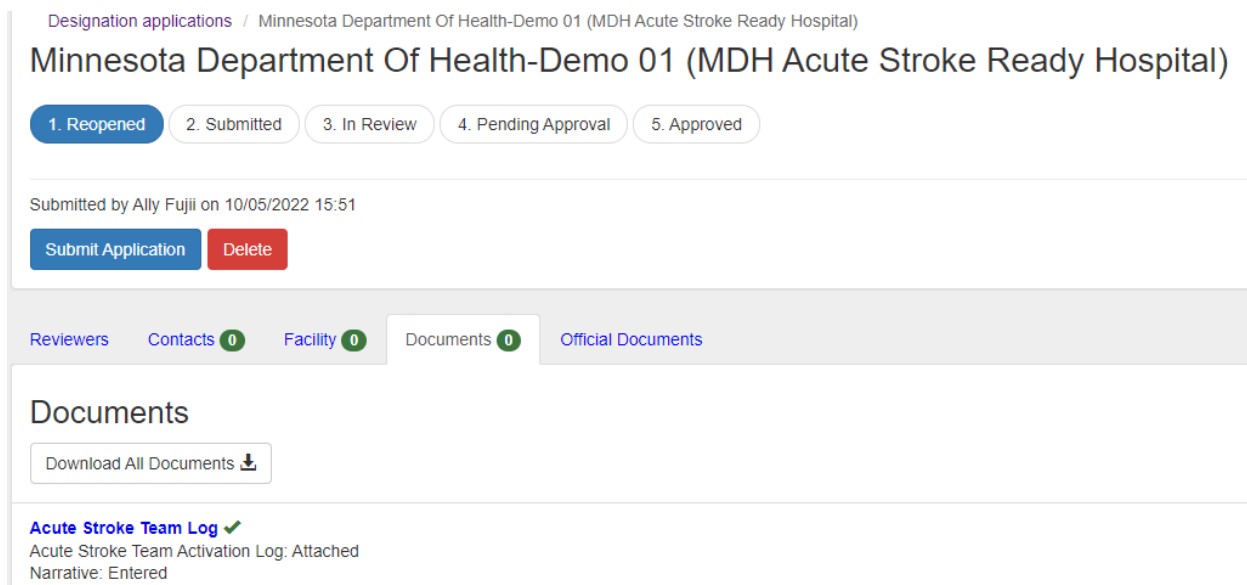 Designation applications / Minnesota Department Of Health-Demo 01 (MDH Acute Stroke Ready Hospital)
Minnesota Department Of Health-Demo 01 (MDH Acute Stroke Ready Hospital)
1. Reopened 2. Submitted 3. In Review 4. Pending Approval 5. Approved
Submitted by Ally Fujii on 10/05/2022 15:51
Submit Application Delete
Reviewers Contacts 0 Facility 0 Documents 0 Official Documents
Documents
Download All Documents
Acute Stroke Team Log
Acute Stroke Team Activation Log: Attached
Narrative: Entered